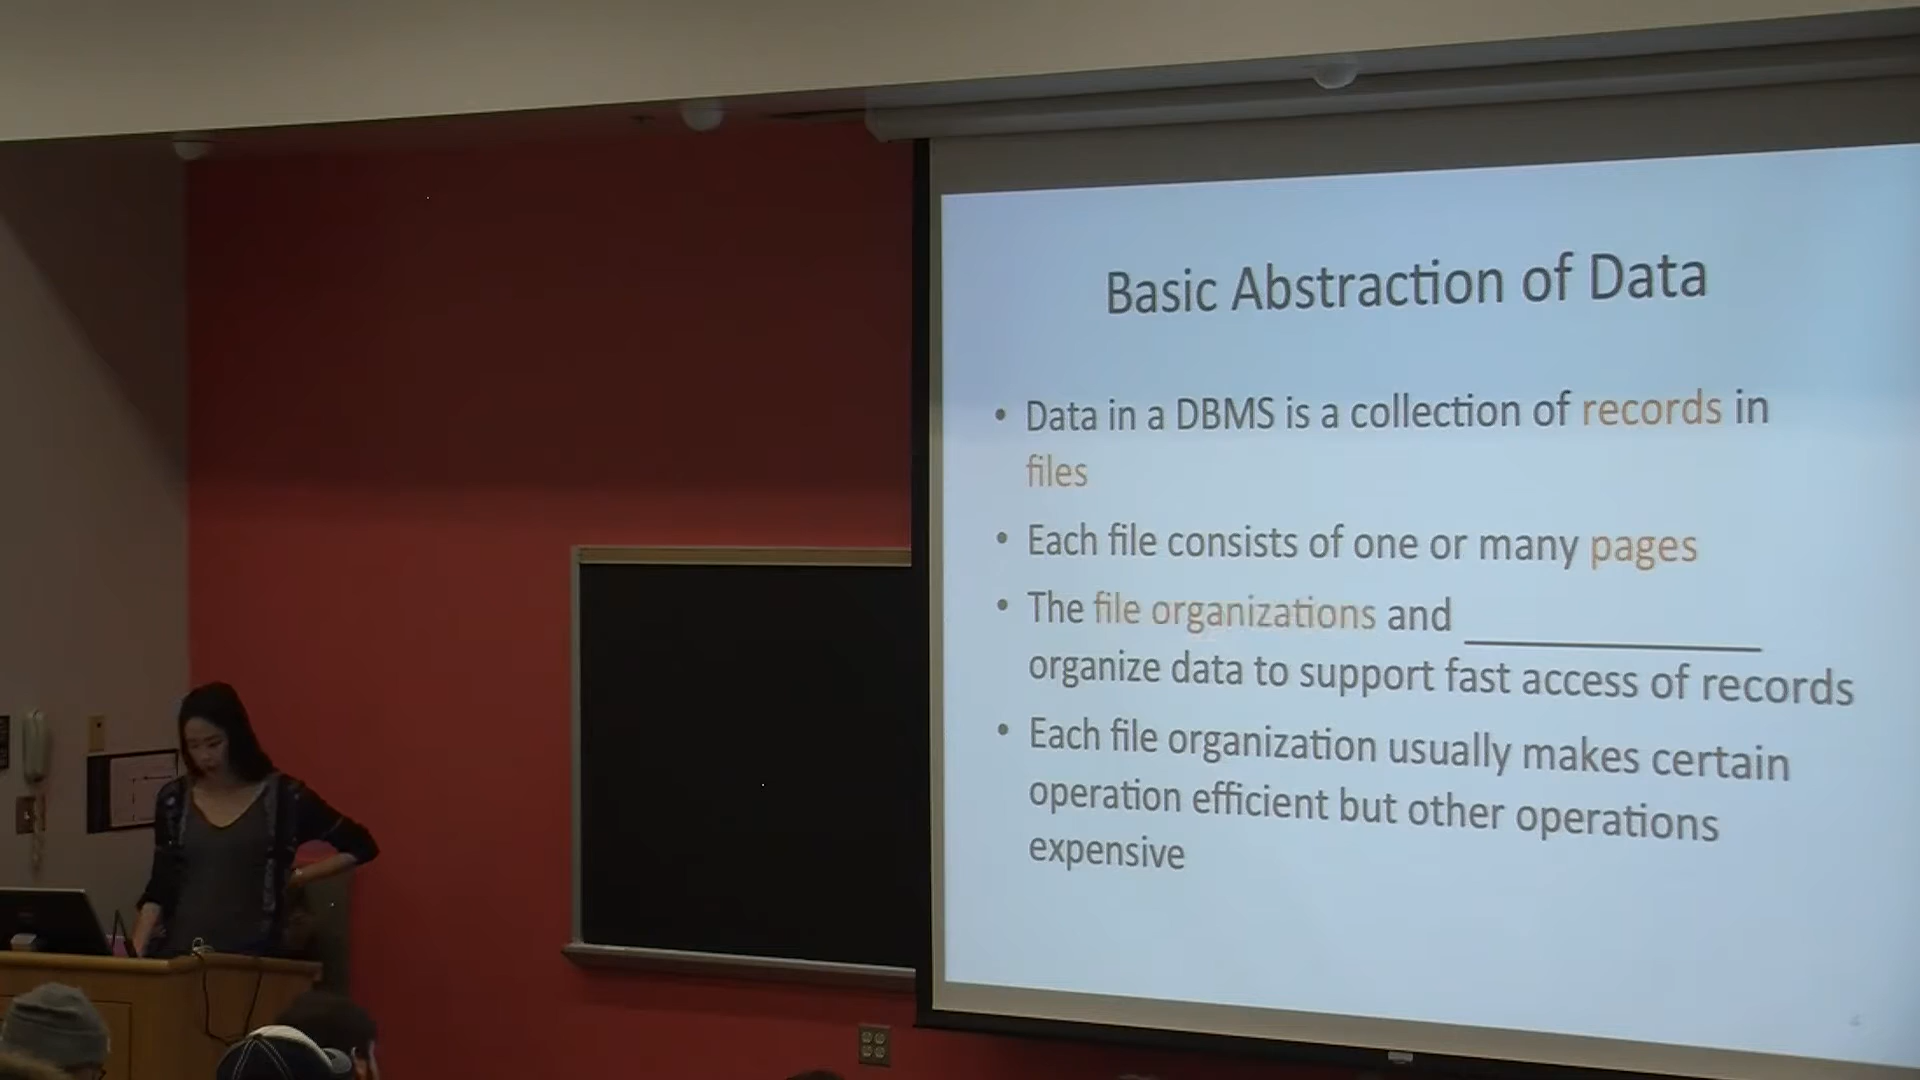 Basic Abstraction of Data
• Data in a DBMS is a collection of records in
files
• Each file consists of one or many pages
• The file organizations and ____________
organize data to support fast access of records
• Each file organization usually makes certain
operation efficient but other operations
expensive